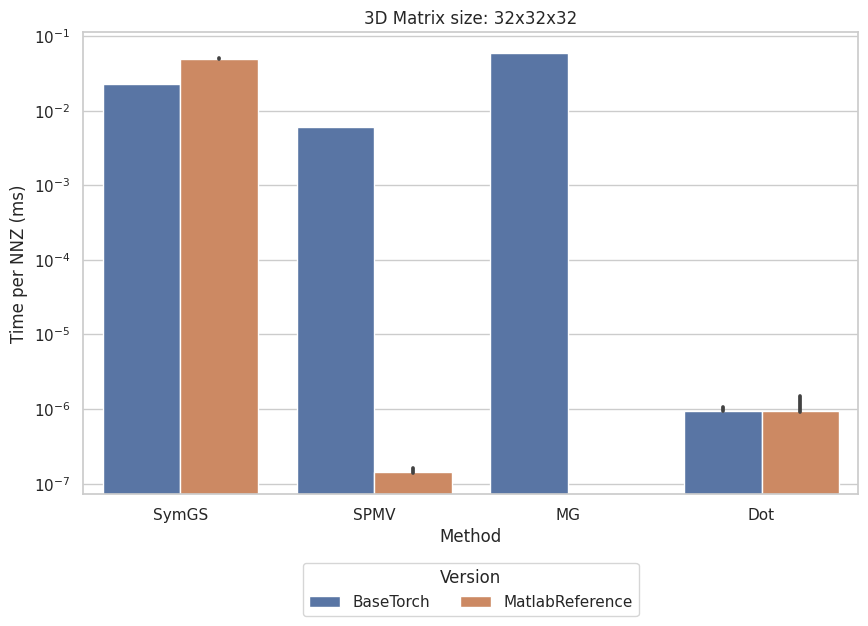 3D Matrix size: 32x32x32
Time per NNZ (ms)
10⁻¹
10⁻²
10⁻³
10⁻⁴
10⁻⁵
10⁻⁶
10⁻⁷
SymGS SPMV MG Dot
Method
Version
BaseTorch MatlabReference